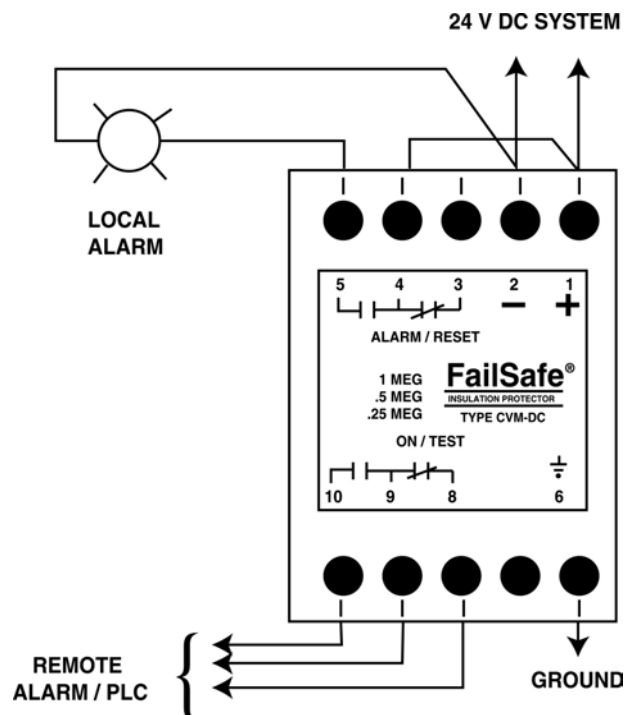 24 V DC SYSTEM
LOCAL
ALARM
5 4 3 2 1
− +
ALARM / RESET
1 MEG
.5 MEG
.25 MEG
FailSafe®
INSULATION PROTECTOR
TYPE CVM-DC
ON / TEST
10 9 8 6
REMOTE
ALARM / PLC
GROUND